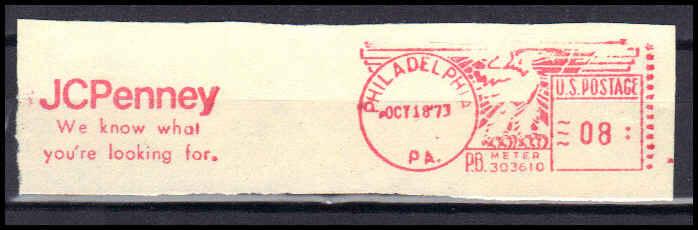 JCPenney
We know what
you're looking for.
PHILADELPHIA
OCT 18'73
PA.
U.S. POSTAGE
08
P.B. METER
303610